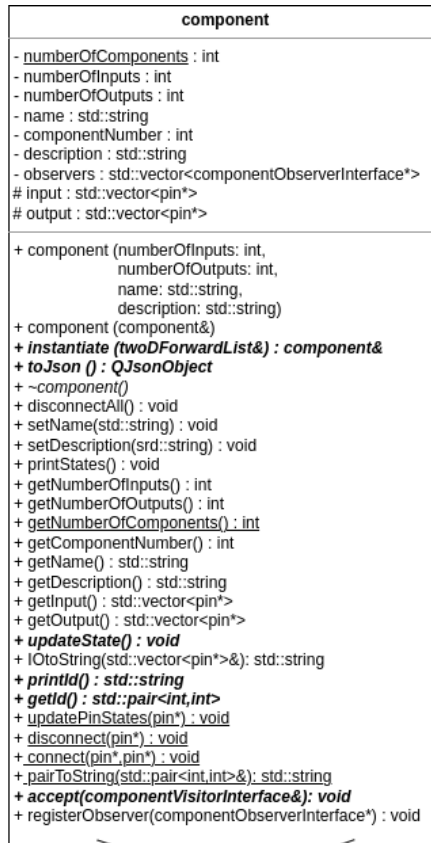 component
- numberOfComponents : int
- numberOfInputs : int
- numberOfOutputs : int
- name : std::string
- componentNumber : int
- description : std::string
- observers : std::vector<componentObserverInterface*>
# input : std::vector<pin*>
# output : std::vector<pin*>
+ component (numberOfInputs: int,
numberOfOutputs: int,
name: std::string,
description: std::string)
+ component (component&)
+ instantiate (twoDForwardList&) : component&
+ toJson () : QJsonObject
+ ~component()
+ disconnectAll() : void
+ setName(std::string) : void
+ setDescription(srd::string) : void
+ printStates() : void
+ getNumberOfInputs() : int
+ getNumberOfOutputs() : int
+ getNumberOfComponents() : int
+ getComponentNumber() : int
+ getName() : std::string
+ getDescription() : std::string
+ getInput() : std::vector<pin*>
+ getOutput() : std::vector<pin*>
+ updateState() : void
+ IOtoString(std::vector<pin*>&): std::string
+ printId() : std::string
+ getId() : std::pair<int,int>
+ updatePinStates(pin*) : void
+ disconnect(pin*) : void
+ connect(pin*,pin*) : void
+ pairToString(std::pair<int,int>&): std::string
+ accept(componentVisitorInterface&): void
+ registerObserver(componentObserverInterface*) : void